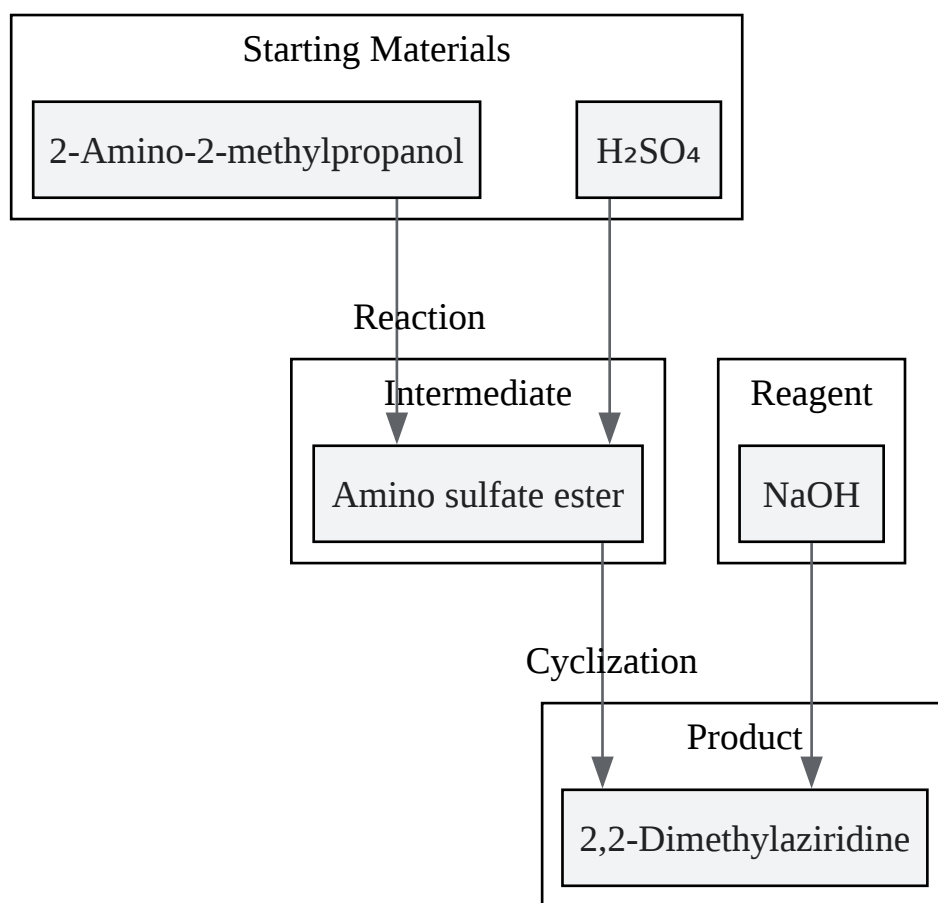 Starting Materials
2-Amino-2-methylpropanol
H₂SO₄
Reaction
Intermediate
Reagent
Amino sulfate ester
NaOH
Cyclization
Product
2,2-Dimethylaziridine